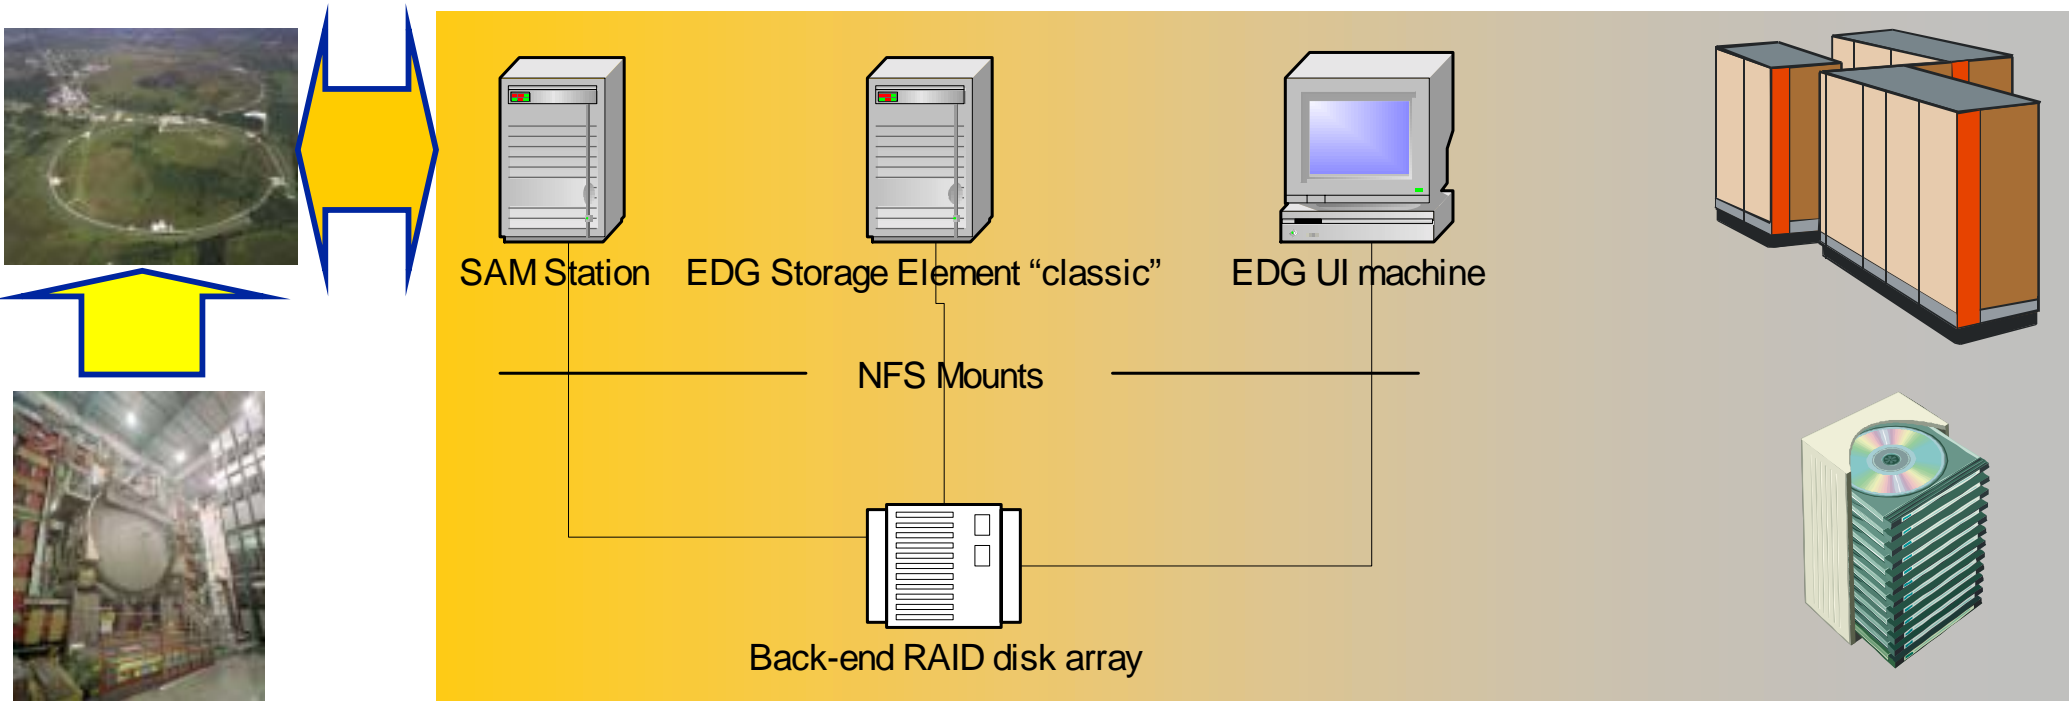 SAM Station
EDG Storage Element “classic”
EDG UI machine
NFS Mounts
Back-end RAID disk array